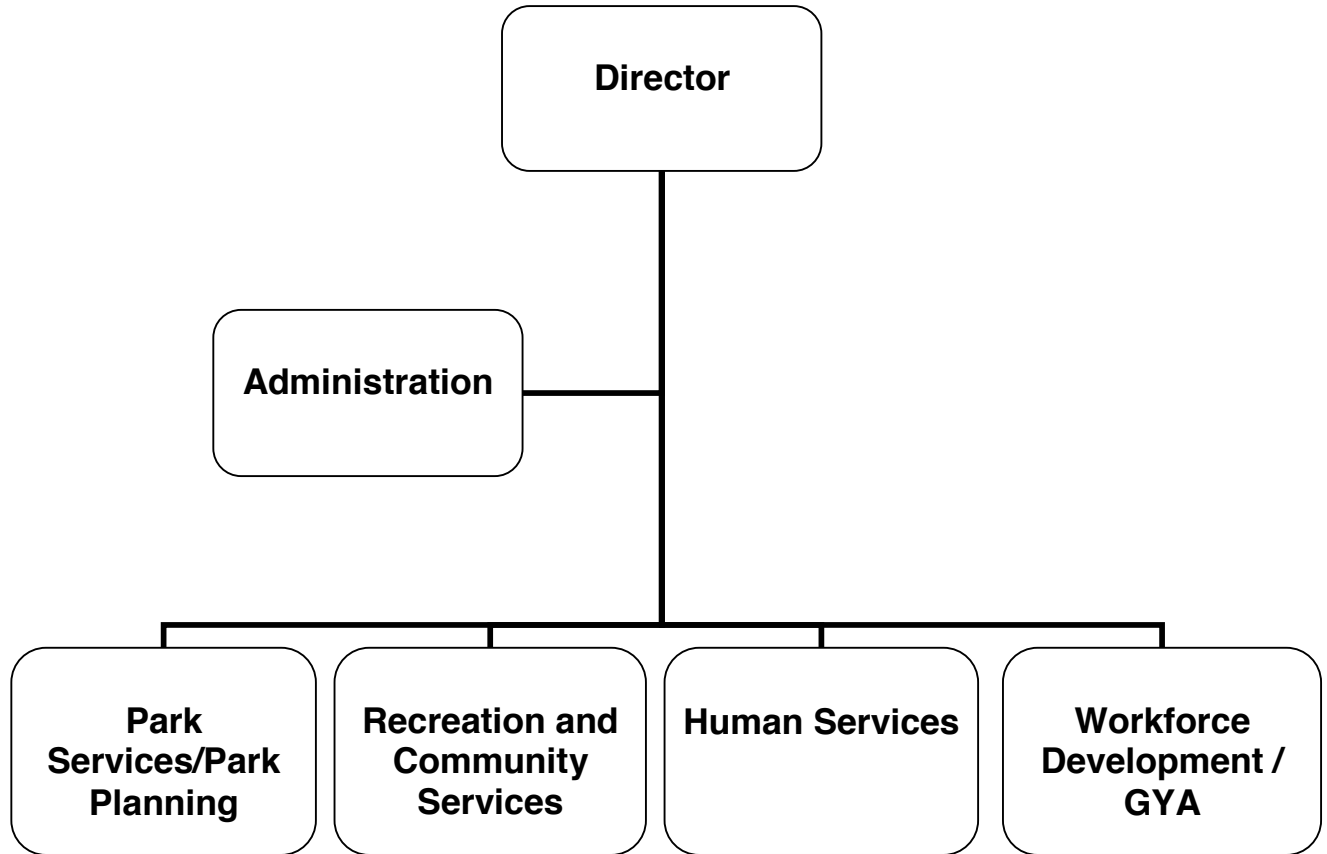 Director
Administration
Park
Services/Park
Planning
Recreation and
Community
Services
Human Services
Workforce
Development /
GYA